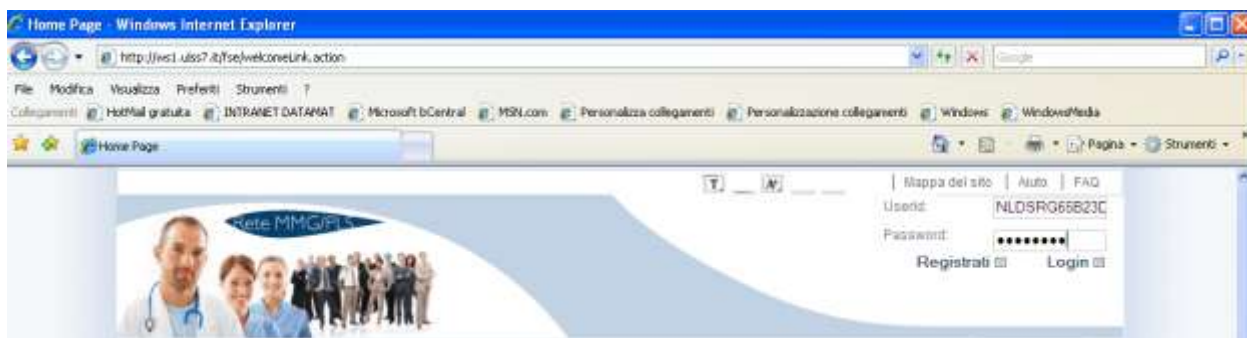 Home Page - Windows Internet Explorer
http://ws1.ulss7.it/fse/welcomeLink.action
Google
File Modifica Visualizza Preferiti Strumenti ?
Collegamenti HotMail gratuita INTRANET DATAMAT Microsoft bCentral MSN.com Personalizza collegamenti Personalizzazione collegamenti Windows WindowsMedia
Home Page Pagina Strumenti
T A Mappa del sito Aiuto FAQ
UserId: NLDSRG65B23D
Rete MMG/PLS
Password: ●●●●●●●●
Registrati Login